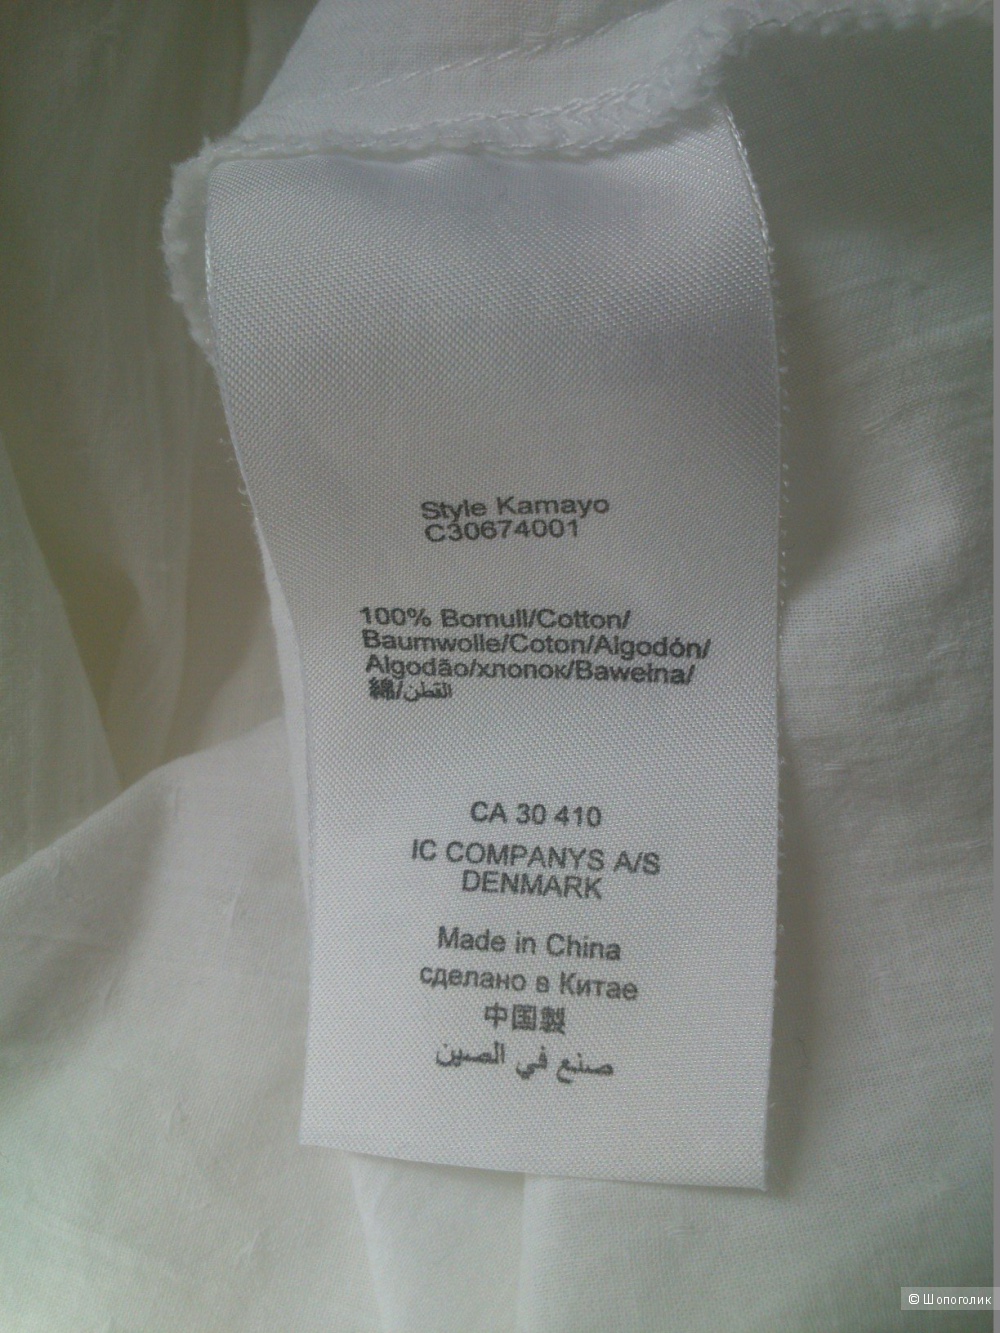 Style Kamayo
C30674001
100% Bomull/Cotton/
Baumwolle/Coton/Algodón/
Algodão/хлопок/Bawełna/
綿/القطن
CA 30 410
IC COMPANYS A/S
DENMARK
Made in China
сделано в Китае
中国製
صنع في الصين
© Шопоголик